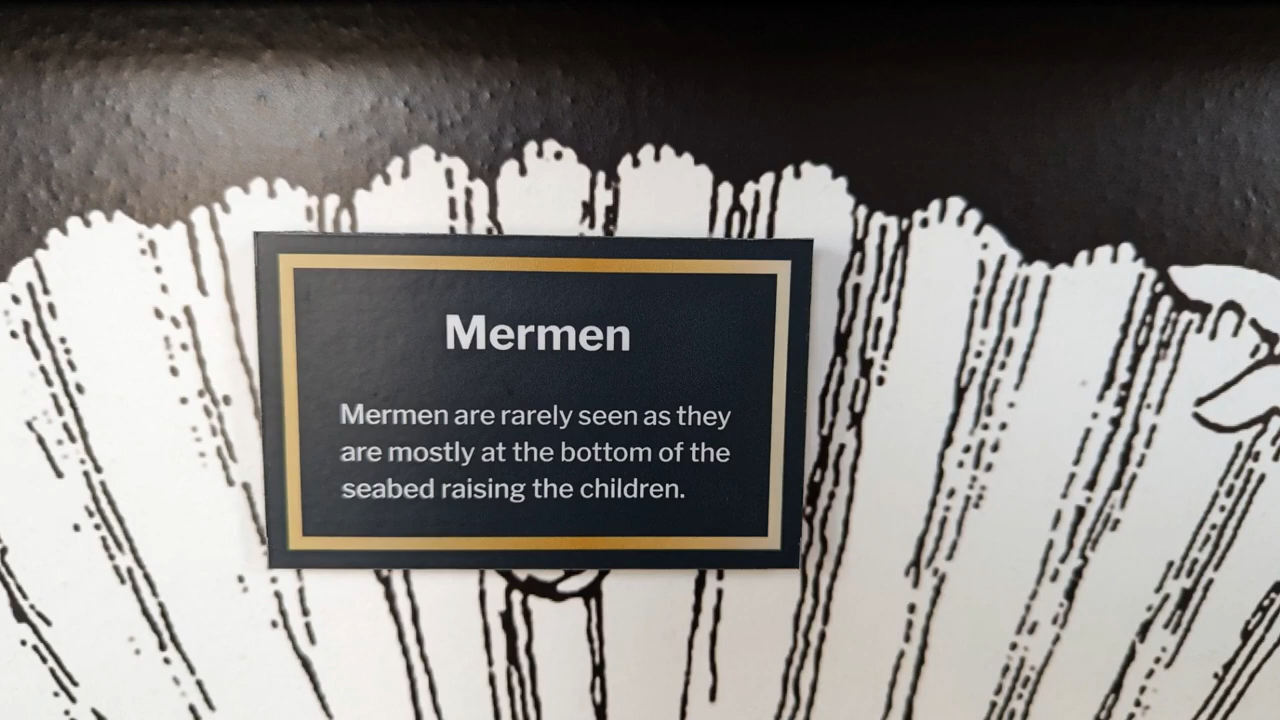 Mermen
Mermen are rarely seen as they
are mostly at the bottom of the
seabed raising the children.